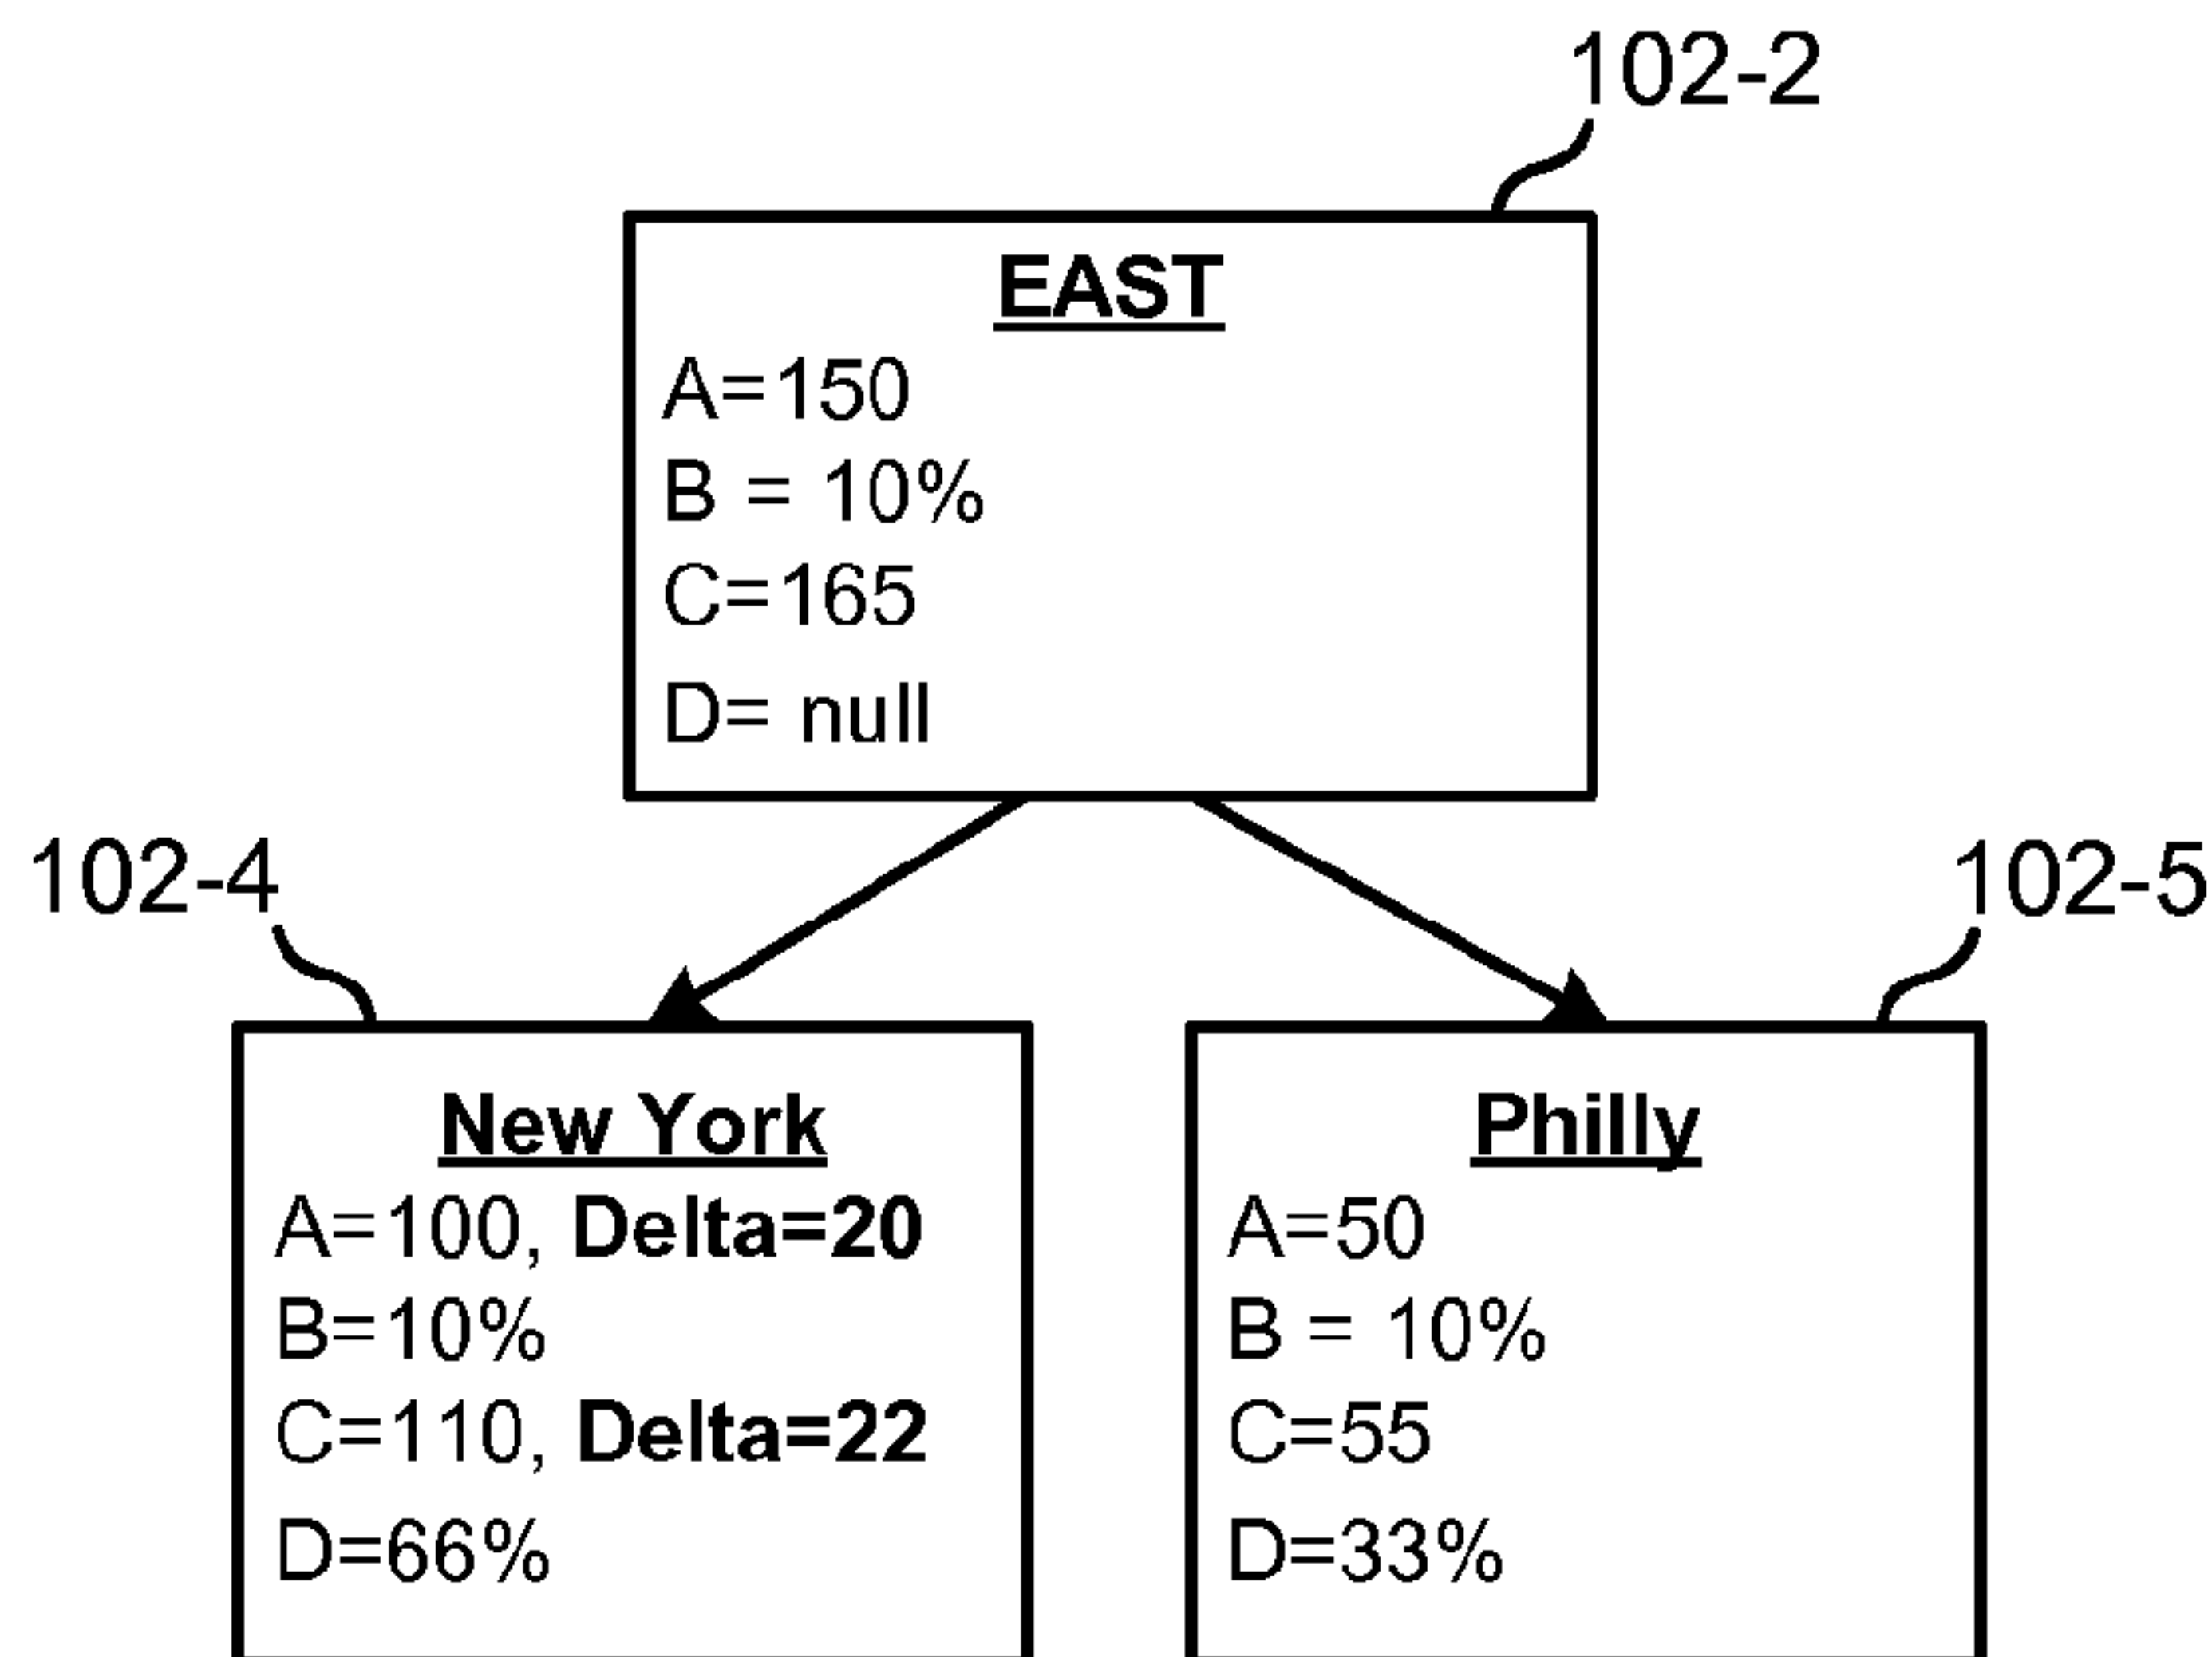 102-2
EAST
A=150
B = 10%
C=165
D= null
102-4
102-5
New York
A=100, Delta=20
B=10%
C=110, Delta=22
D=66%
Philly
A=50
B = 10%
C=55
D=33%